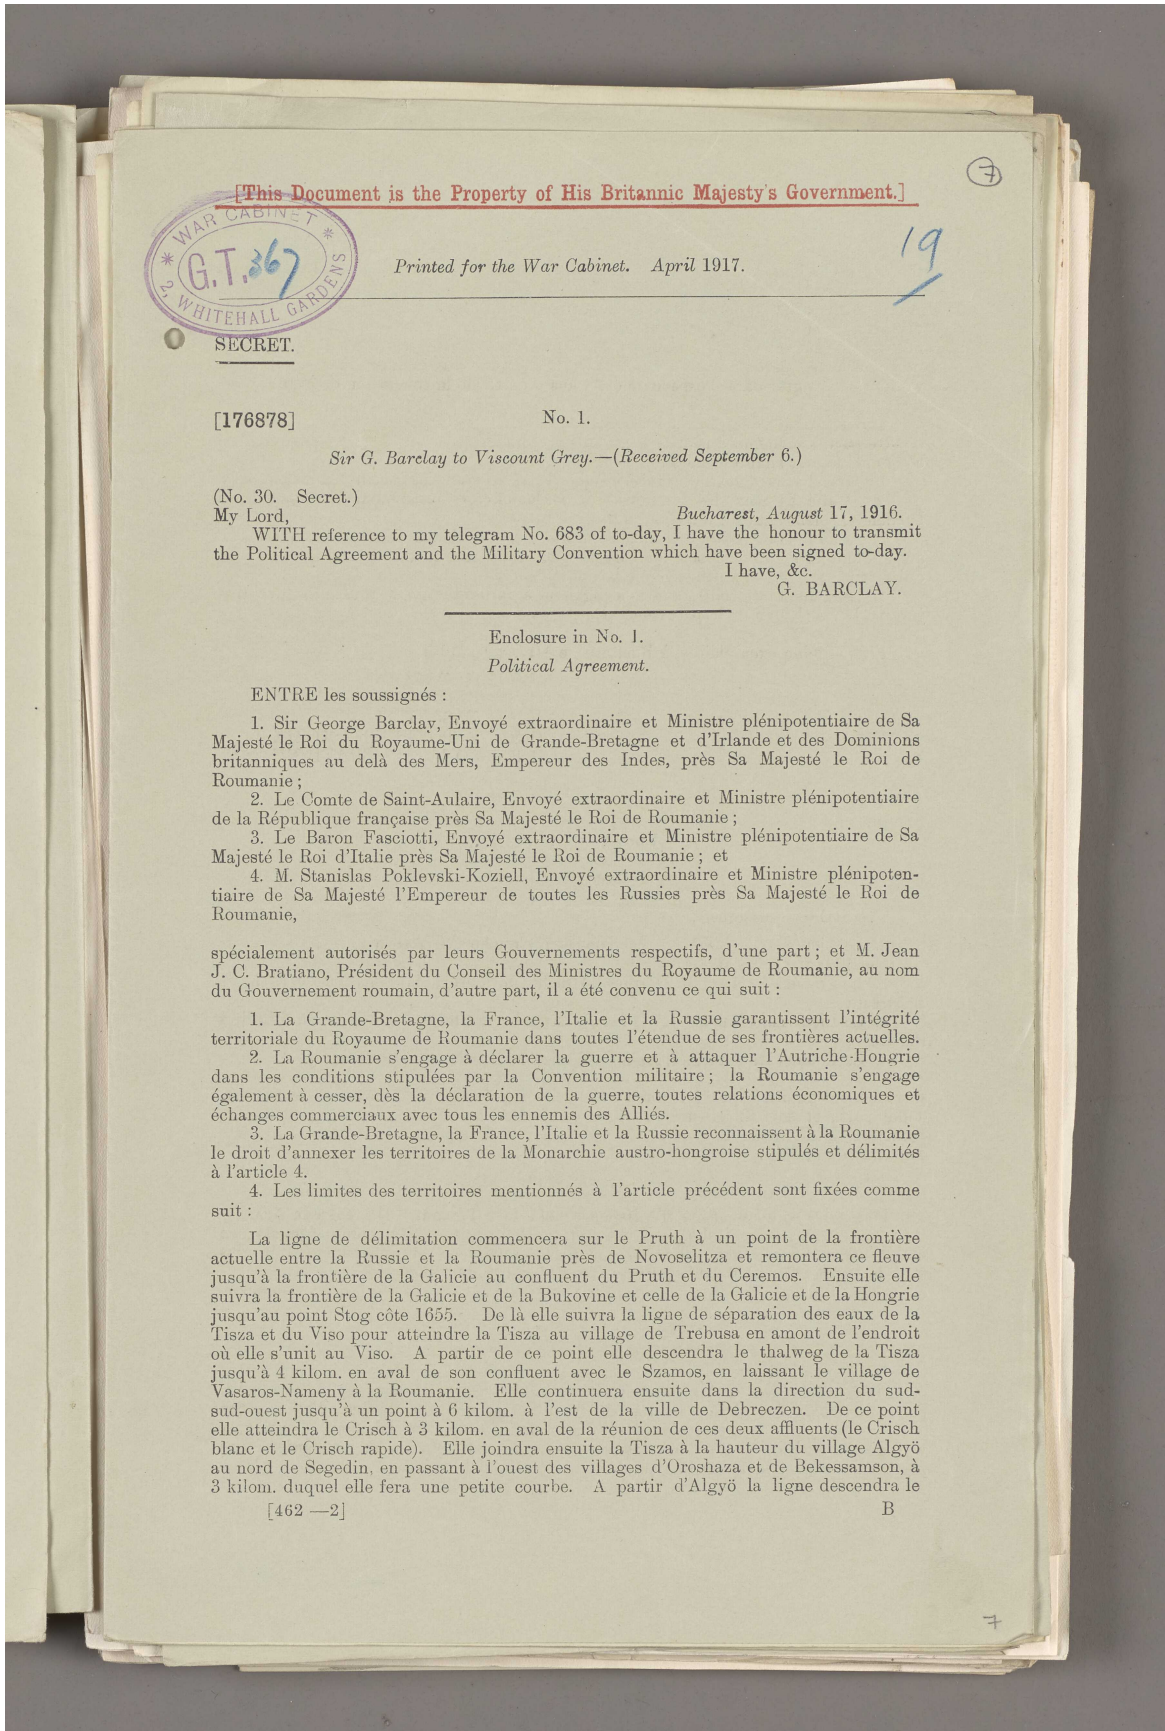 7
[This Document is the Property of His Britannic Majesty's Government.]
* WAR CABINET *
G.T. 367
2, WHITEHALL GARDENS
19
Printed for the War Cabinet. April 1917.
SECRET.
[176878] No. 1.
Sir G. Barclay to Viscount Grey.—(Received September 6.)
(No. 30. Secret.)
My Lord, Bucharest, August 17, 1916.
WITH reference to my telegram No. 683 of to-day, I have the honour to transmit
the Political Agreement and the Military Convention which have been signed to-day.
I have, &c.
G. BARCLAY.
Enclosure in No. 1.
Political Agreement.
ENTRE les soussignés :
1. Sir George Barclay, Envoyé extraordinaire et Ministre plénipotentiaire de Sa
Majesté le Roi du Royaume-Uni de Grande-Bretagne et d'Irlande et des Dominions
britanniques au delà des Mers, Empereur des Indes, près Sa Majesté le Roi de
Roumanie ;
2. Le Comte de Saint-Aulaire, Envoyé extraordinaire et Ministre plénipotentiaire
de la République française près Sa Majesté le Roi de Roumanie ;
3. Le Baron Fasciotti, Envoyé extraordinaire et Ministre plénipotentiaire de Sa
Majesté le Roi d'Italie près Sa Majesté le Roi de Roumanie ; et
4. M. Stanislas Poklevski-Koziell, Envoyé extraordinaire et Ministre plénipoten-
tiaire de Sa Majesté l'Empereur de toutes les Russies près Sa Majesté le Roi de
Roumanie,
spécialement autorisés par leurs Gouvernements respectifs, d'une part ; et M. Jean
J. C. Bratiano, Président du Conseil des Ministres du Royaume de Roumanie, au nom
du Gouvernement roumain, d'autre part, il a été convenu ce qui suit :
1. La Grande-Bretagne, la France, l'Italie et la Russie garantissent l'intégrité
territoriale du Royaume de Roumanie dans toutes l'étendue de ses frontières actuelles.
2. La Roumanie s'engage à déclarer la guerre et à attaquer l'Autriche-Hongrie
dans les conditions stipulées par la Convention militaire ; la Roumanie s'engage
également à cesser, dès la déclaration de la guerre, toutes relations économiques et
échanges commerciaux avec tous les ennemis des Alliés.
3. La Grande-Bretagne, la France, l'Italie et la Russie reconnaissent à la Roumanie
le droit d'annexer les territoires de la Monarchie austro-hongroise stipulés et délimités
à l'article 4.
4. Les limites des territoires mentionnés à l'article précédent sont fixées comme
suit :
La ligne de délimitation commencera sur le Pruth à un point de la frontière
actuelle entre la Russie et la Roumanie près de Novoselitza et remontera ce fleuve
jusqu'à la frontière de la Galicie au confluent du Pruth et du Ceremos. Ensuite elle
suivra la frontière de la Galicie et de la Bukovine et celle de la Galicie et de la Hongrie
jusqu'au point Stog côte 1655. De là elle suivra la ligne de séparation des eaux de la
Tisza et du Viso pour atteindre la Tisza au village de Trebusa en amont de l'endroit
où elle s'unit au Viso. A partir de ce point elle descendra le thalweg de la Tisza
jusqu'à 4 kilom. en aval de son confluent avec le Szamos, en laissant le village de
Vasaros-Nameny à la Roumanie. Elle continuera ensuite dans la direction du sud-
sud-ouest jusqu'à un point à 6 kilom. à l'est de la ville de Debreczen. De ce point
elle atteindra le Crisch à 3 kilom. en aval de la réunion de ces deux affluents (le Crisch
blanc et le Crisch rapide). Elle joindra ensuite la Tisza à la hauteur du village Algyö
au nord de Segedin, en passant à l'ouest des villages d'Oroshaza et de Bekessamson, à
3 kilom. duquel elle fera une petite courbe. A partir d'Algyö la ligne descendra le
[462—2] B
7